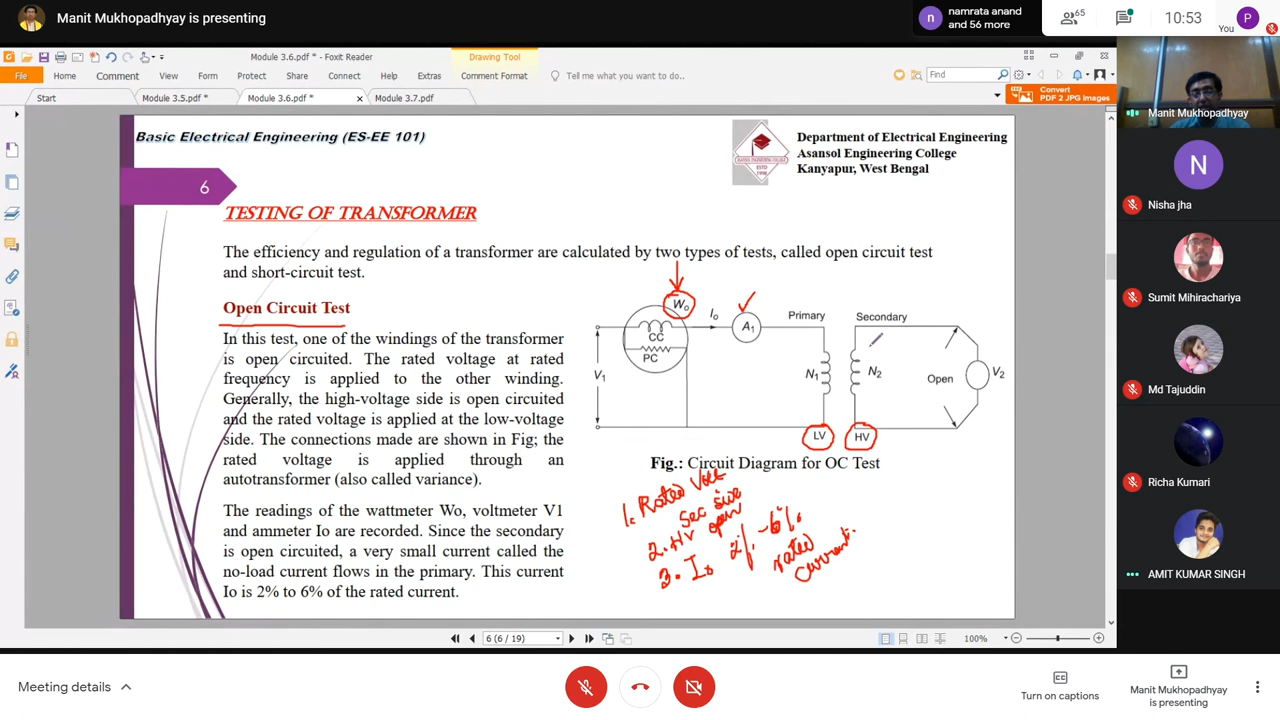 Manit Mukhopadhyay is presenting
n
namrata anand
and 56 more
65
10:53
P
You
Module 3.6.pdf * - Foxit Reader
Drawing Tool
File
Home
Comment
View
Form
Protect
Share
Connect
Help
Extras
Comment Format
Tell me what you want to do..
Find
Start
Module 3.5.pdf *
Module 3.6.pdf *
Module 3.7.pdf
Convert
PDF 2 JPG Images
Basic Electrical Engineering (ES-EE 101)
Department of Electrical Engineering
Asansol Engineering College
Kanyapur, West Bengal
6
TESTING OF TRANSFORMER
The efficiency and regulation of a transformer are calculated by two types of tests, called open circuit test
and short-circuit test.
Open Circuit Test
In this test, one of the windings of the transformer
is open circuited. The rated voltage at rated
frequency is applied to the other winding.
Generally, the high-voltage side is open circuited
and the rated voltage is applied at the low-voltage
side. The connections made are shown in Fig; the
rated voltage is applied through an
autotransformer (also called variance).
The readings of the wattmeter Wo, voltmeter V1
and ammeter Io are recorded. Since the secondary
is open circuited, a very small current called the
no-load current flows in the primary. This current
Io is 2% to 6% of the rated current.
Wo
Io
A1
Primary
Secondary
CC
PC
V1
N1
N2
Open
V2
LV
HV
Fig.: Circuit Diagram for OC Test
1. Rated Volt
Sec side
2. HV open
3. Io 2% - 6%
rated
current.
6 (6 / 19)
100%
Manit Mukhopadhyay
N
Nisha jha
Sumit Mihirachariya
Md Tajuddin
Richa Kumari
AMIT KUMAR SINGH
Meeting details
Turn on captions
Manit Mukhopadhyay
is presenting